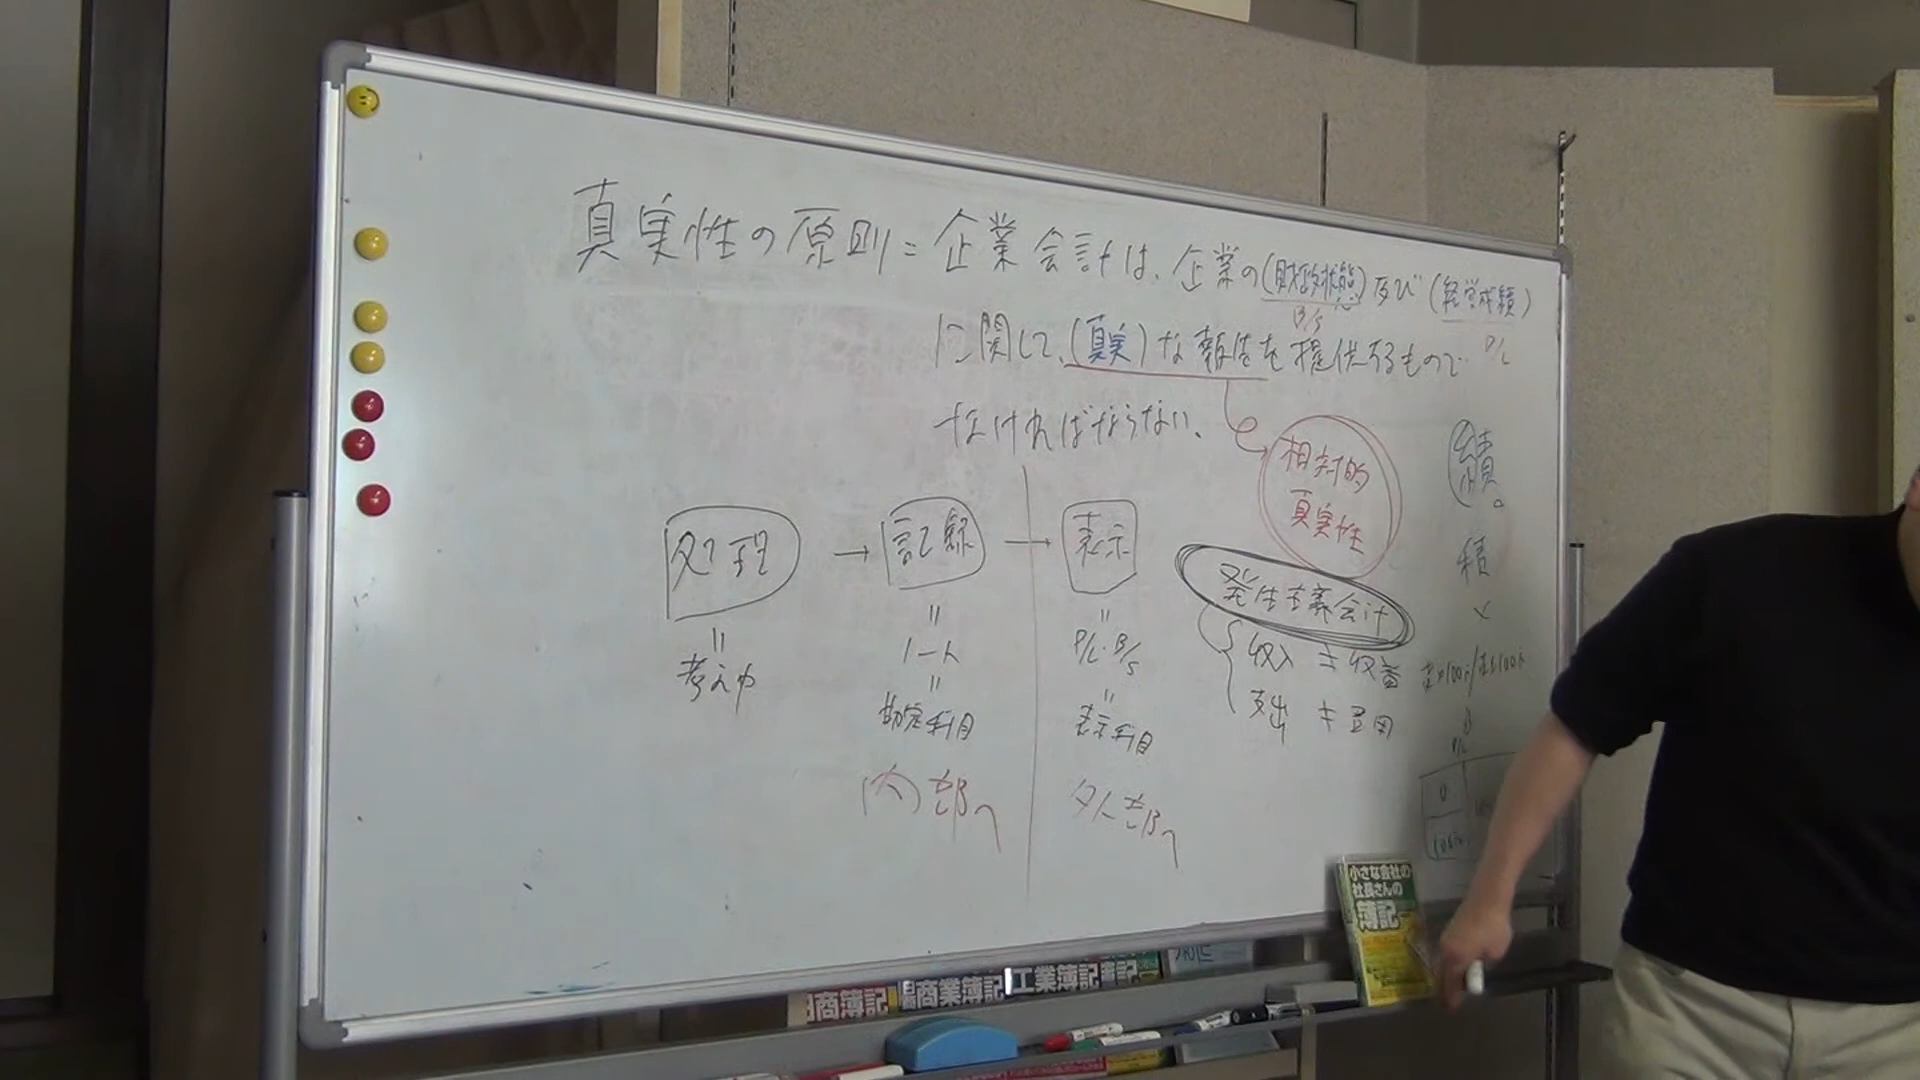 真実性の原則＝企業会計は、企業の(財政状態)及び(経営成績)
B/S
P/L
に関して、(真実)な報告を提供するもので
なければならない。
相対的
真実性
績。
積
処理 → 記録 → 表示
発生主義会計
〃 〃 〃
考え中
ノート
P/L・B/S
収入 ≠ 収益
支出 ≠ 費用
〃 〃
勘定科目
表示科目
内部へ
外部へ
P/L
小さな会社の
社長さんの
簿記
日商簿記
商業簿記
工業簿記